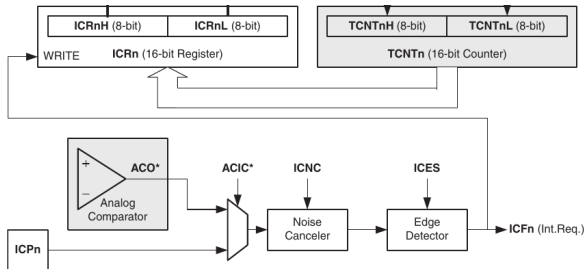 ICRnH (8-bit) ICRnL (8-bit)
WRITE ICRn (16-bit Register)
TCNTnH (8-bit) TCNTnL (8-bit)
TCNTn (16-bit Counter)
+
−
ACO*
Analog
Comparator
ACIC*
ICNC
ICES
Noise
Canceler
Edge
Detector
ICFn (Int.Req.)
ICPn